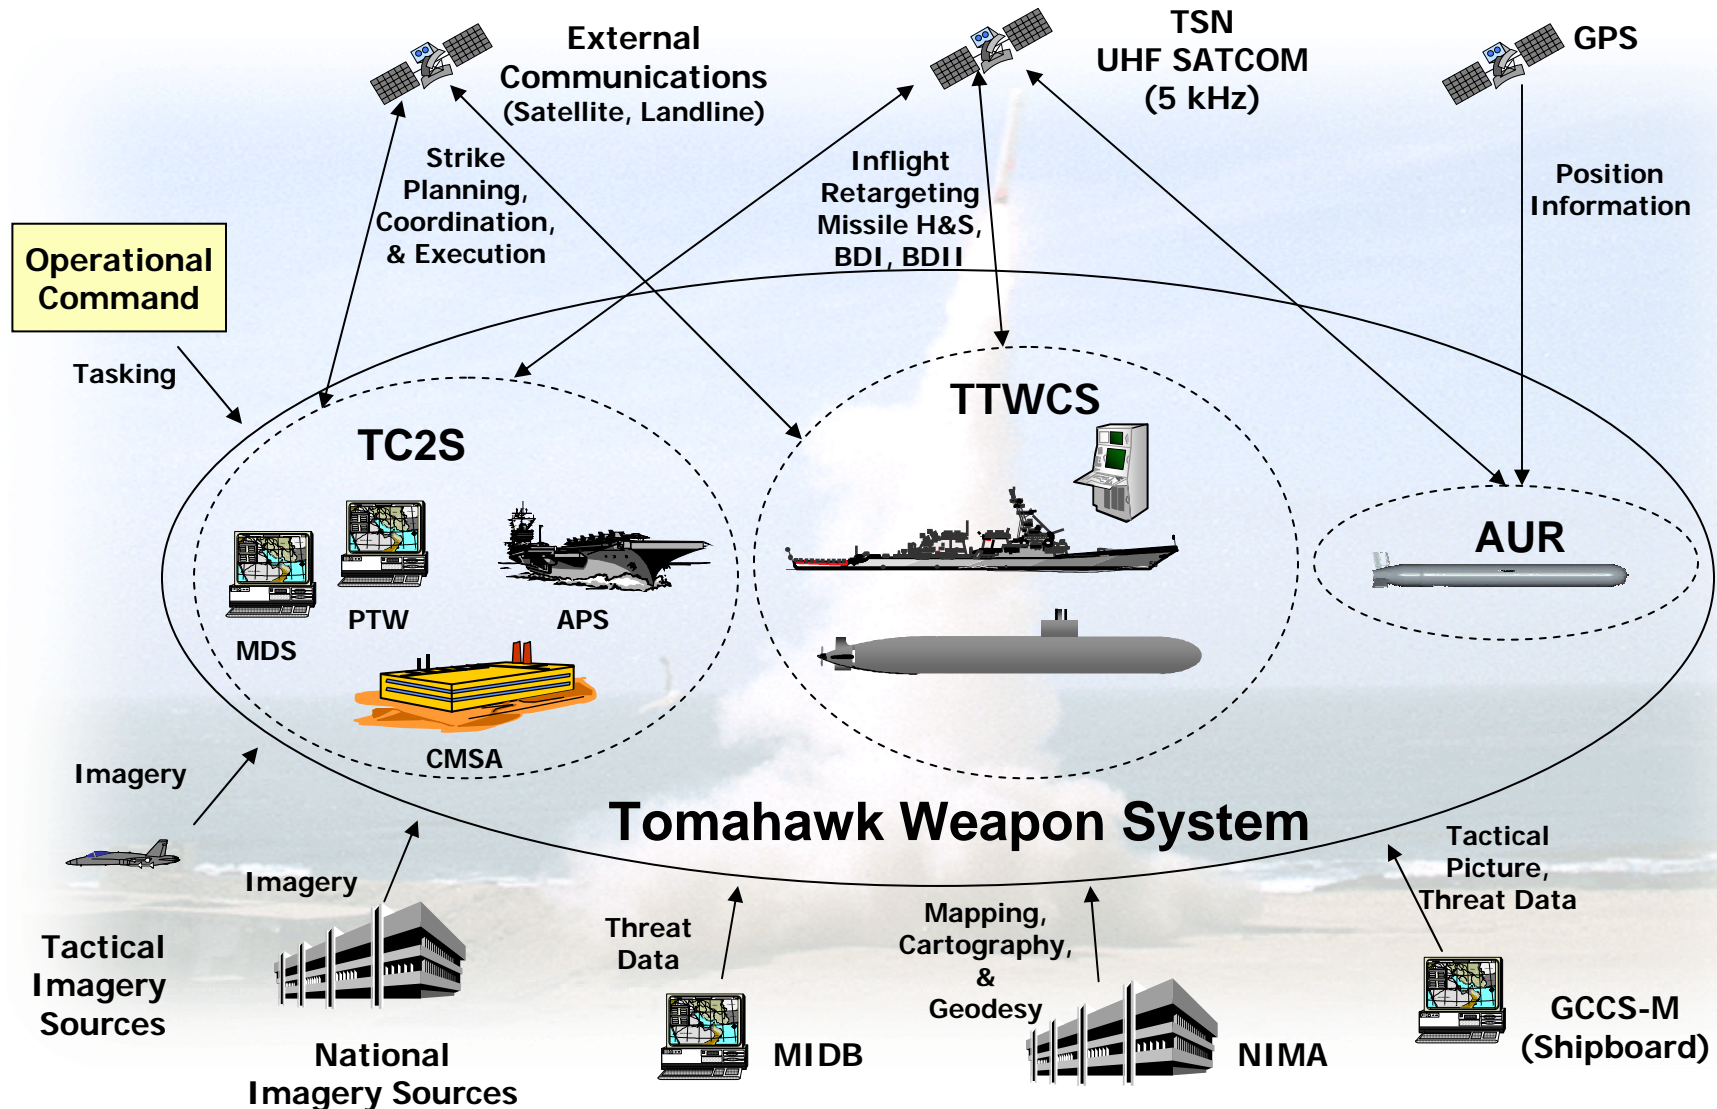 External
Communications
(Satellite, Landline)
TSN
UHF SATCOM
(5 kHz)
GPS
Strike
Planning,
Coordination,
& Execution
Inflight
Retargeting
Missile H&S,
BDI, BDII
Position
Information
Operational
Command
Tasking
TC2S
TTWCS
AUR
MDS
PTW
APS
CMSA
Tomahawk Weapon System
Imagery
Imagery
Tactical
Imagery
Sources
National
Imagery Sources
Threat
Data
MIDB
Mapping,
Cartography,
&
Geodesy
NIMA
Tactical
Picture,
Threat Data
GCCS-M
(Shipboard)